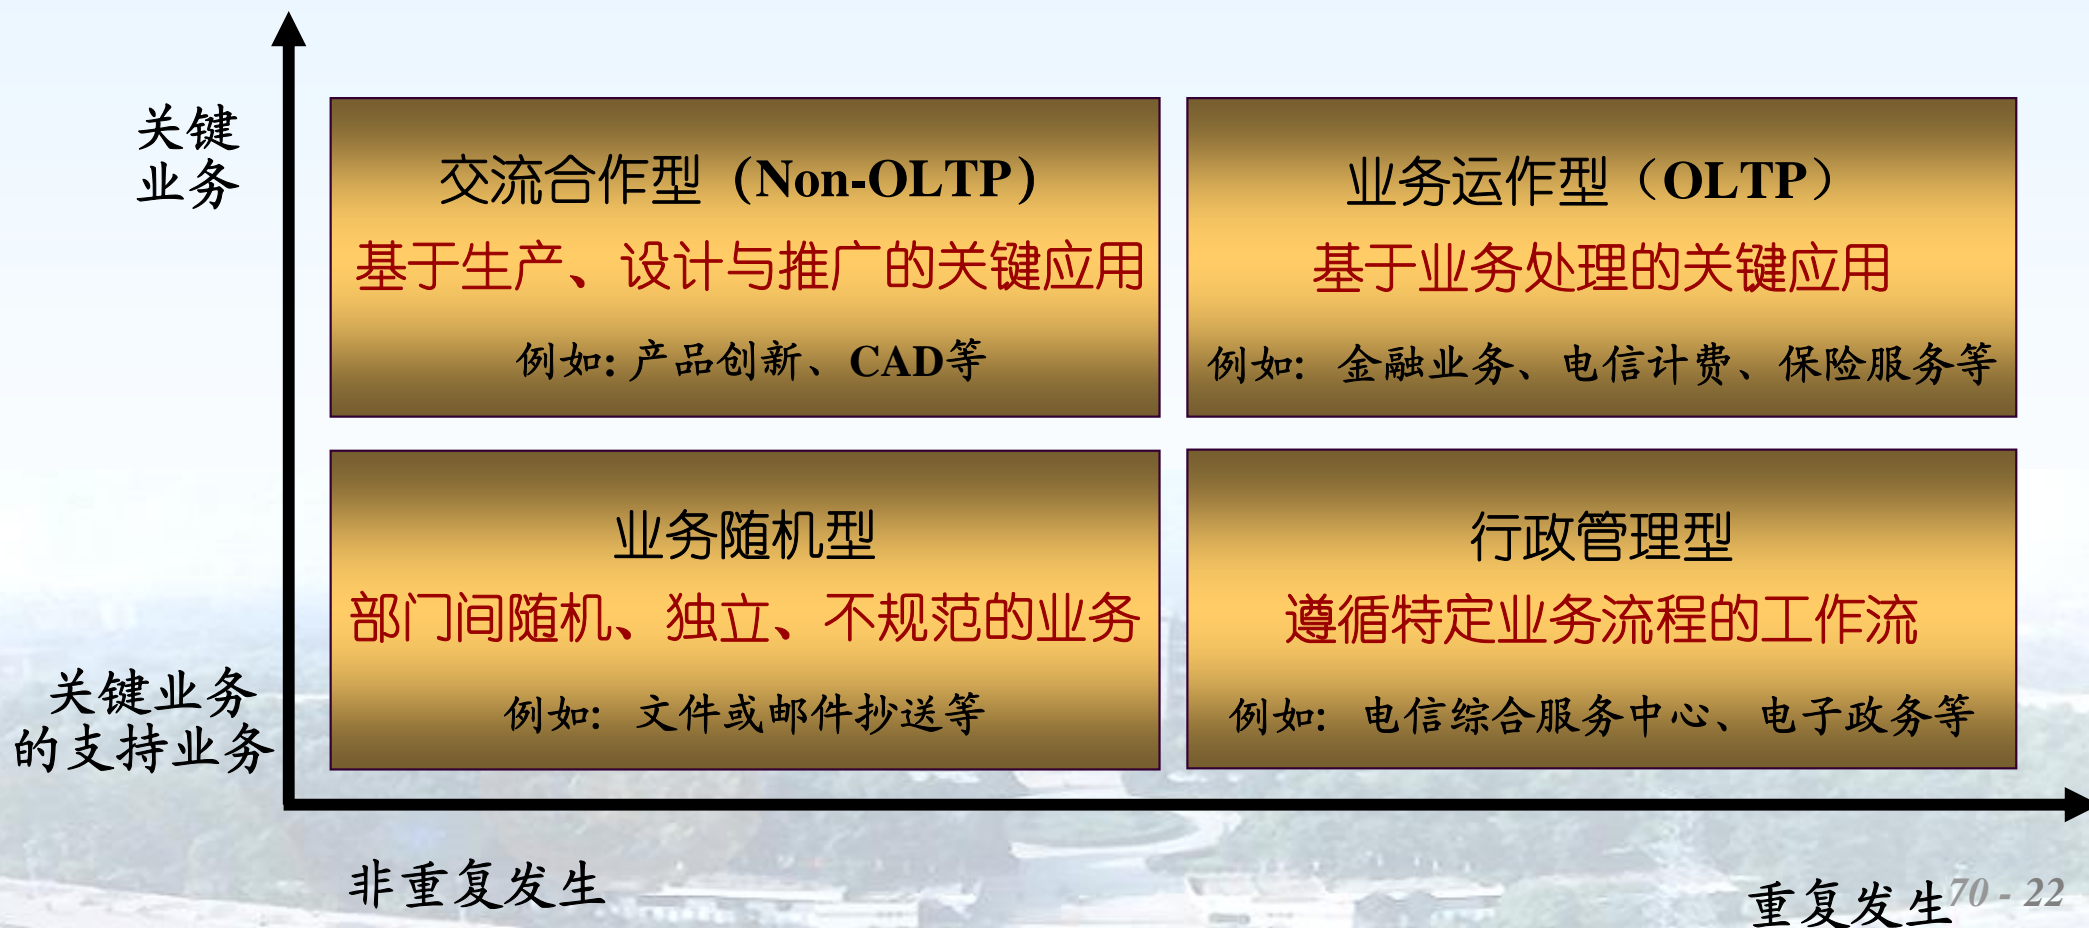 关键
业务
交流合作型（Non-OLTP）
基于生产、设计与推广的关键应用
例如: 产品创新、CAD等
业务运作型（OLTP）
基于业务处理的关键应用
例如: 金融业务、电信计费、保险服务等
关键业务
的支持业务
业务随机型
部门间随机、独立、不规范的业务
例如: 文件或邮件抄送等
行政管理型
遵循特定业务流程的工作流
例如: 电信综合服务中心、电子政务等
非重复发生
重复发生
70 - 22